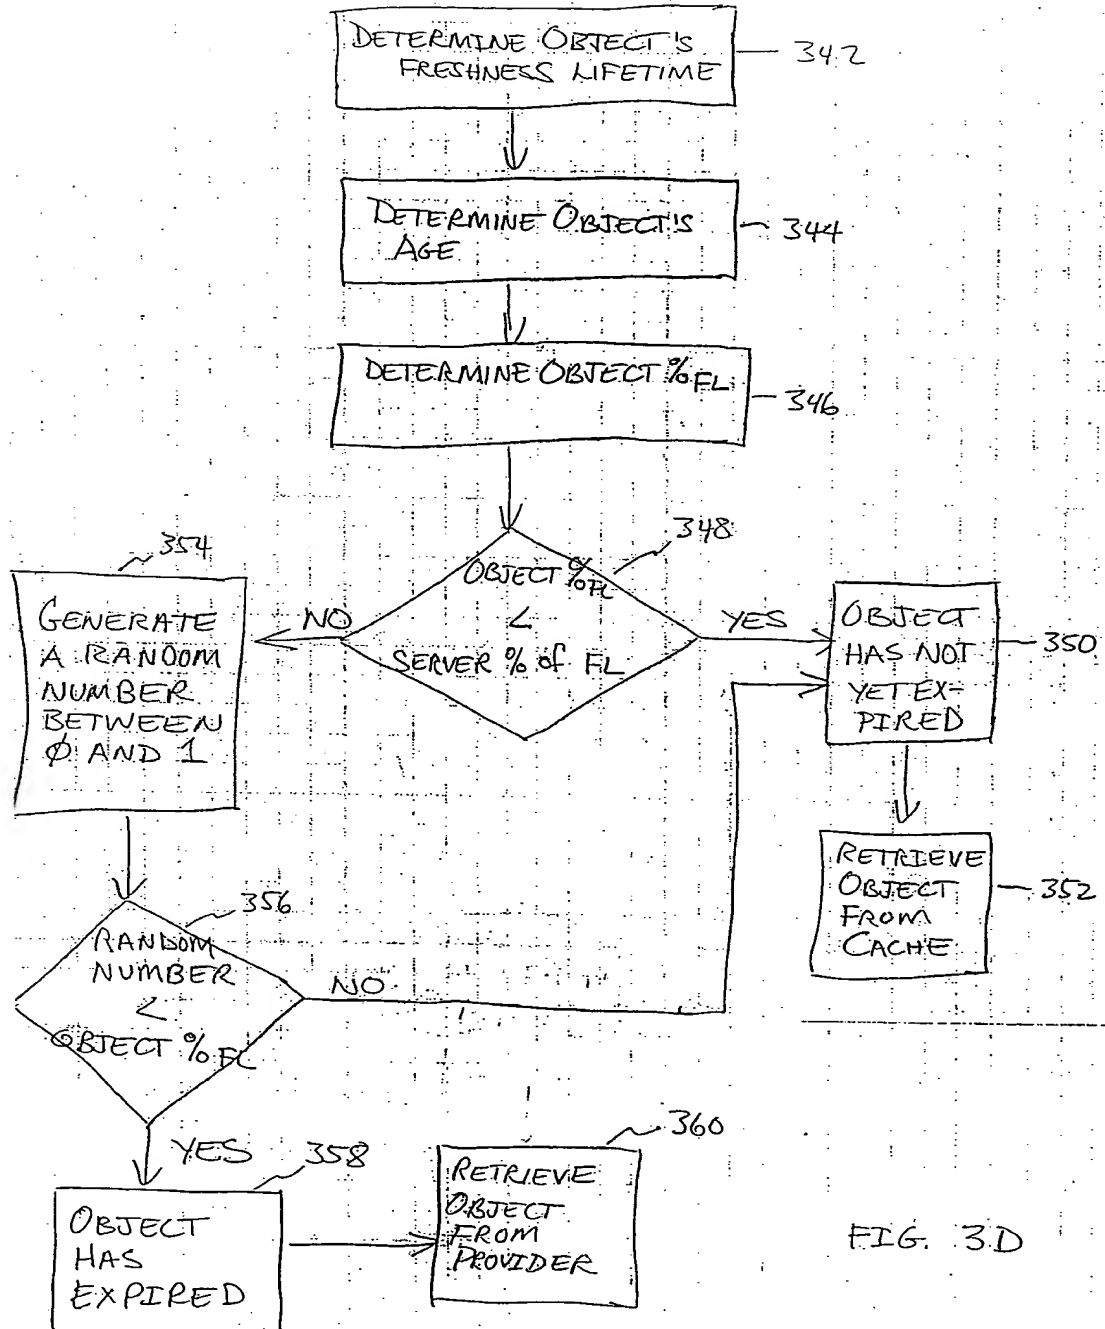 DETERMINE OBJECT'S
FRESHNESS LIFETIME
342
DETERMINE OBJECT'S
AGE
344
DETERMINE OBJECT %FL
346
348
OBJECT %FL
<
SERVER % of FL
NO
YES
354
GENERATE
A RANDOM
NUMBER
BETWEEN
0 AND 1
OBJECT
HAS NOT
YET EX-
PIRED
350
RETRIEVE
OBJECT
FROM
CACHE
352
356
RANDOM
NUMBER
<
OBJECT % FL
NO
YES
358
OBJECT
HAS
EXPIRED
360
RETRIEVE
OBJECT
FROM
PROVIDER
FIG. 3D